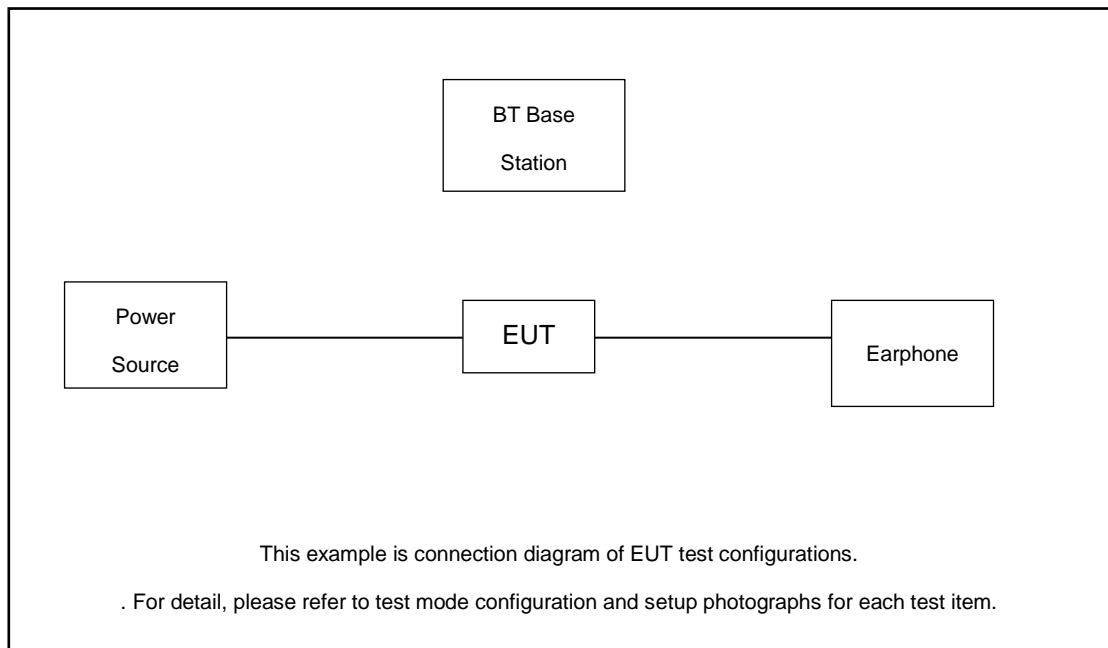 BT Base
Station
Power
Source
EUT
Earphone
This example is connection diagram of EUT test configurations.
. For detail, please refer to test mode configuration and setup photographs for each test item.